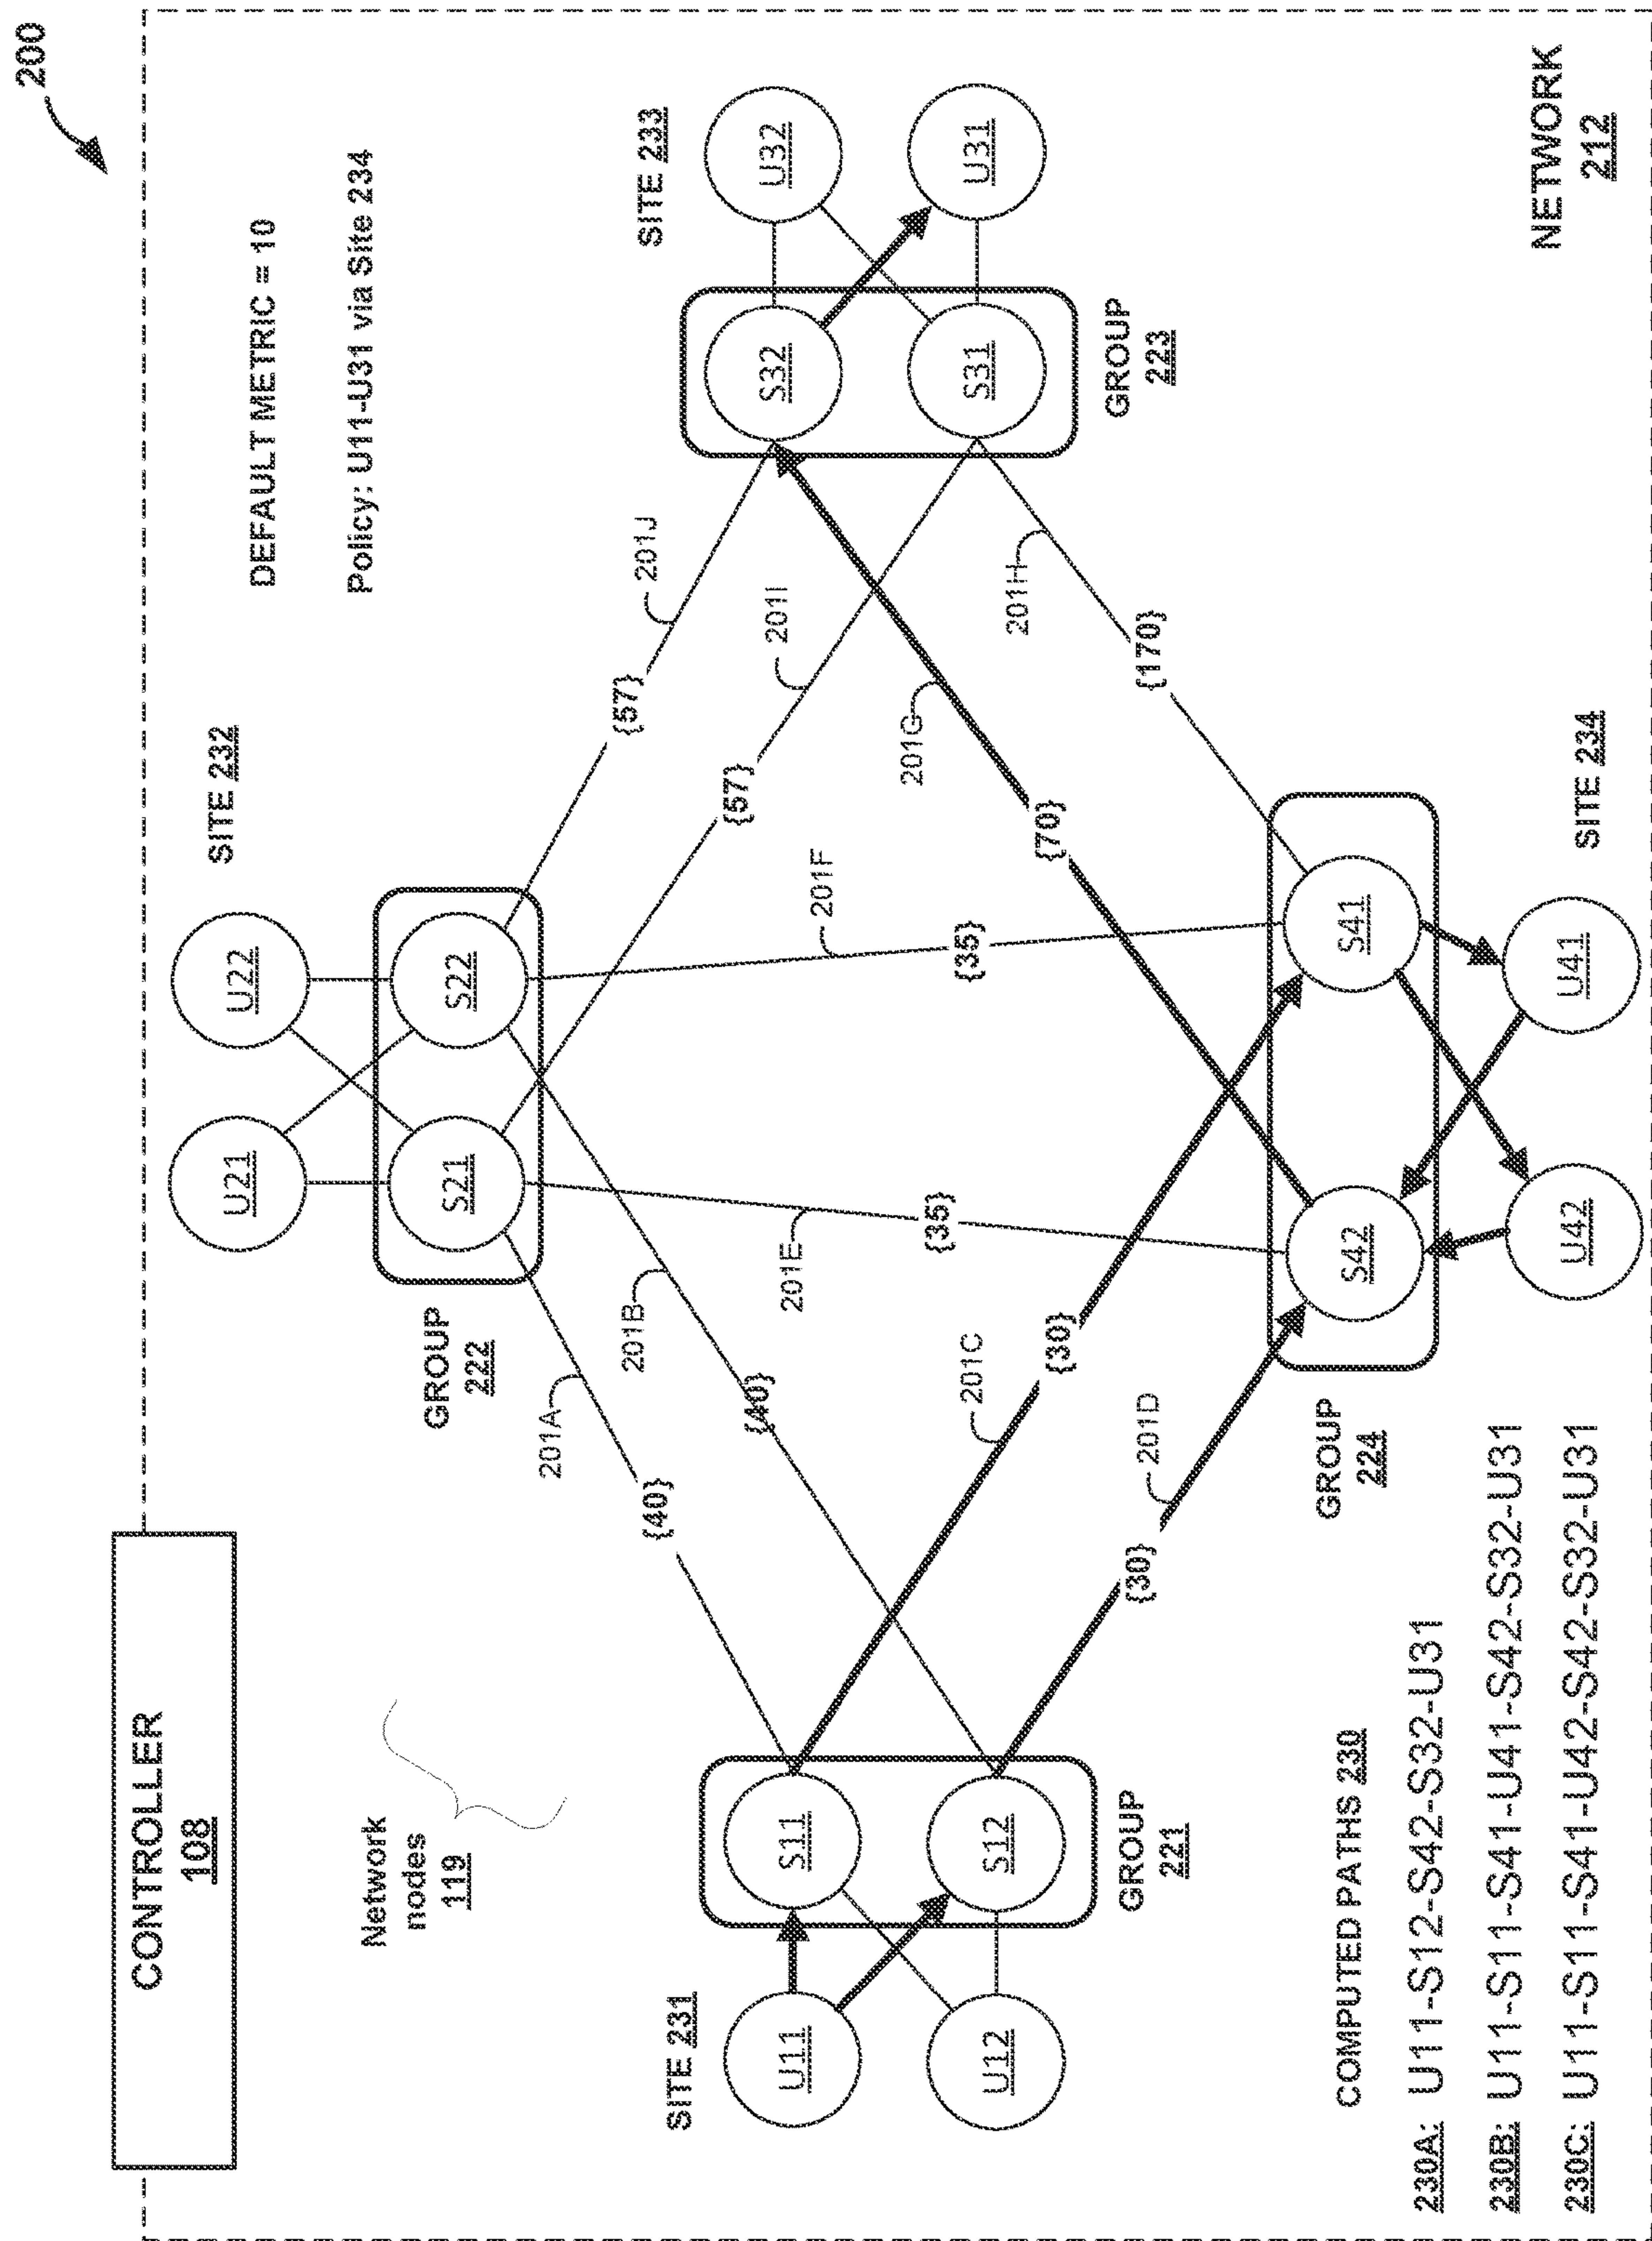 200
CONTROLLER
108
DEFAULT METRIC = 10
Policy: U11-U31 via Site 234
Network
nodes
119
SITE 232
U21
U22
S21
S22
GROUP
222
201A
{40}
201B
{40}
{57}
201J
{57}
201I
SITE 231
U11
U12
S11
S12
GROUP
221
SITE 233
S32
U32
S31
U31
GROUP
223
201E
{35}
201F
{35}
201C
{30}
201D
{30}
201G
{70}
201H
{170}
S42
S41
U42
U41
GROUP
224
SITE 234
COMPUTED PATHS 230
230A: U11-S12-S42-S32-U31
230B: U11-S11-S41-U41-S42-S32-U31
230C: U11-S11-S41-U42-S42-S32-U31
NETWORK
212